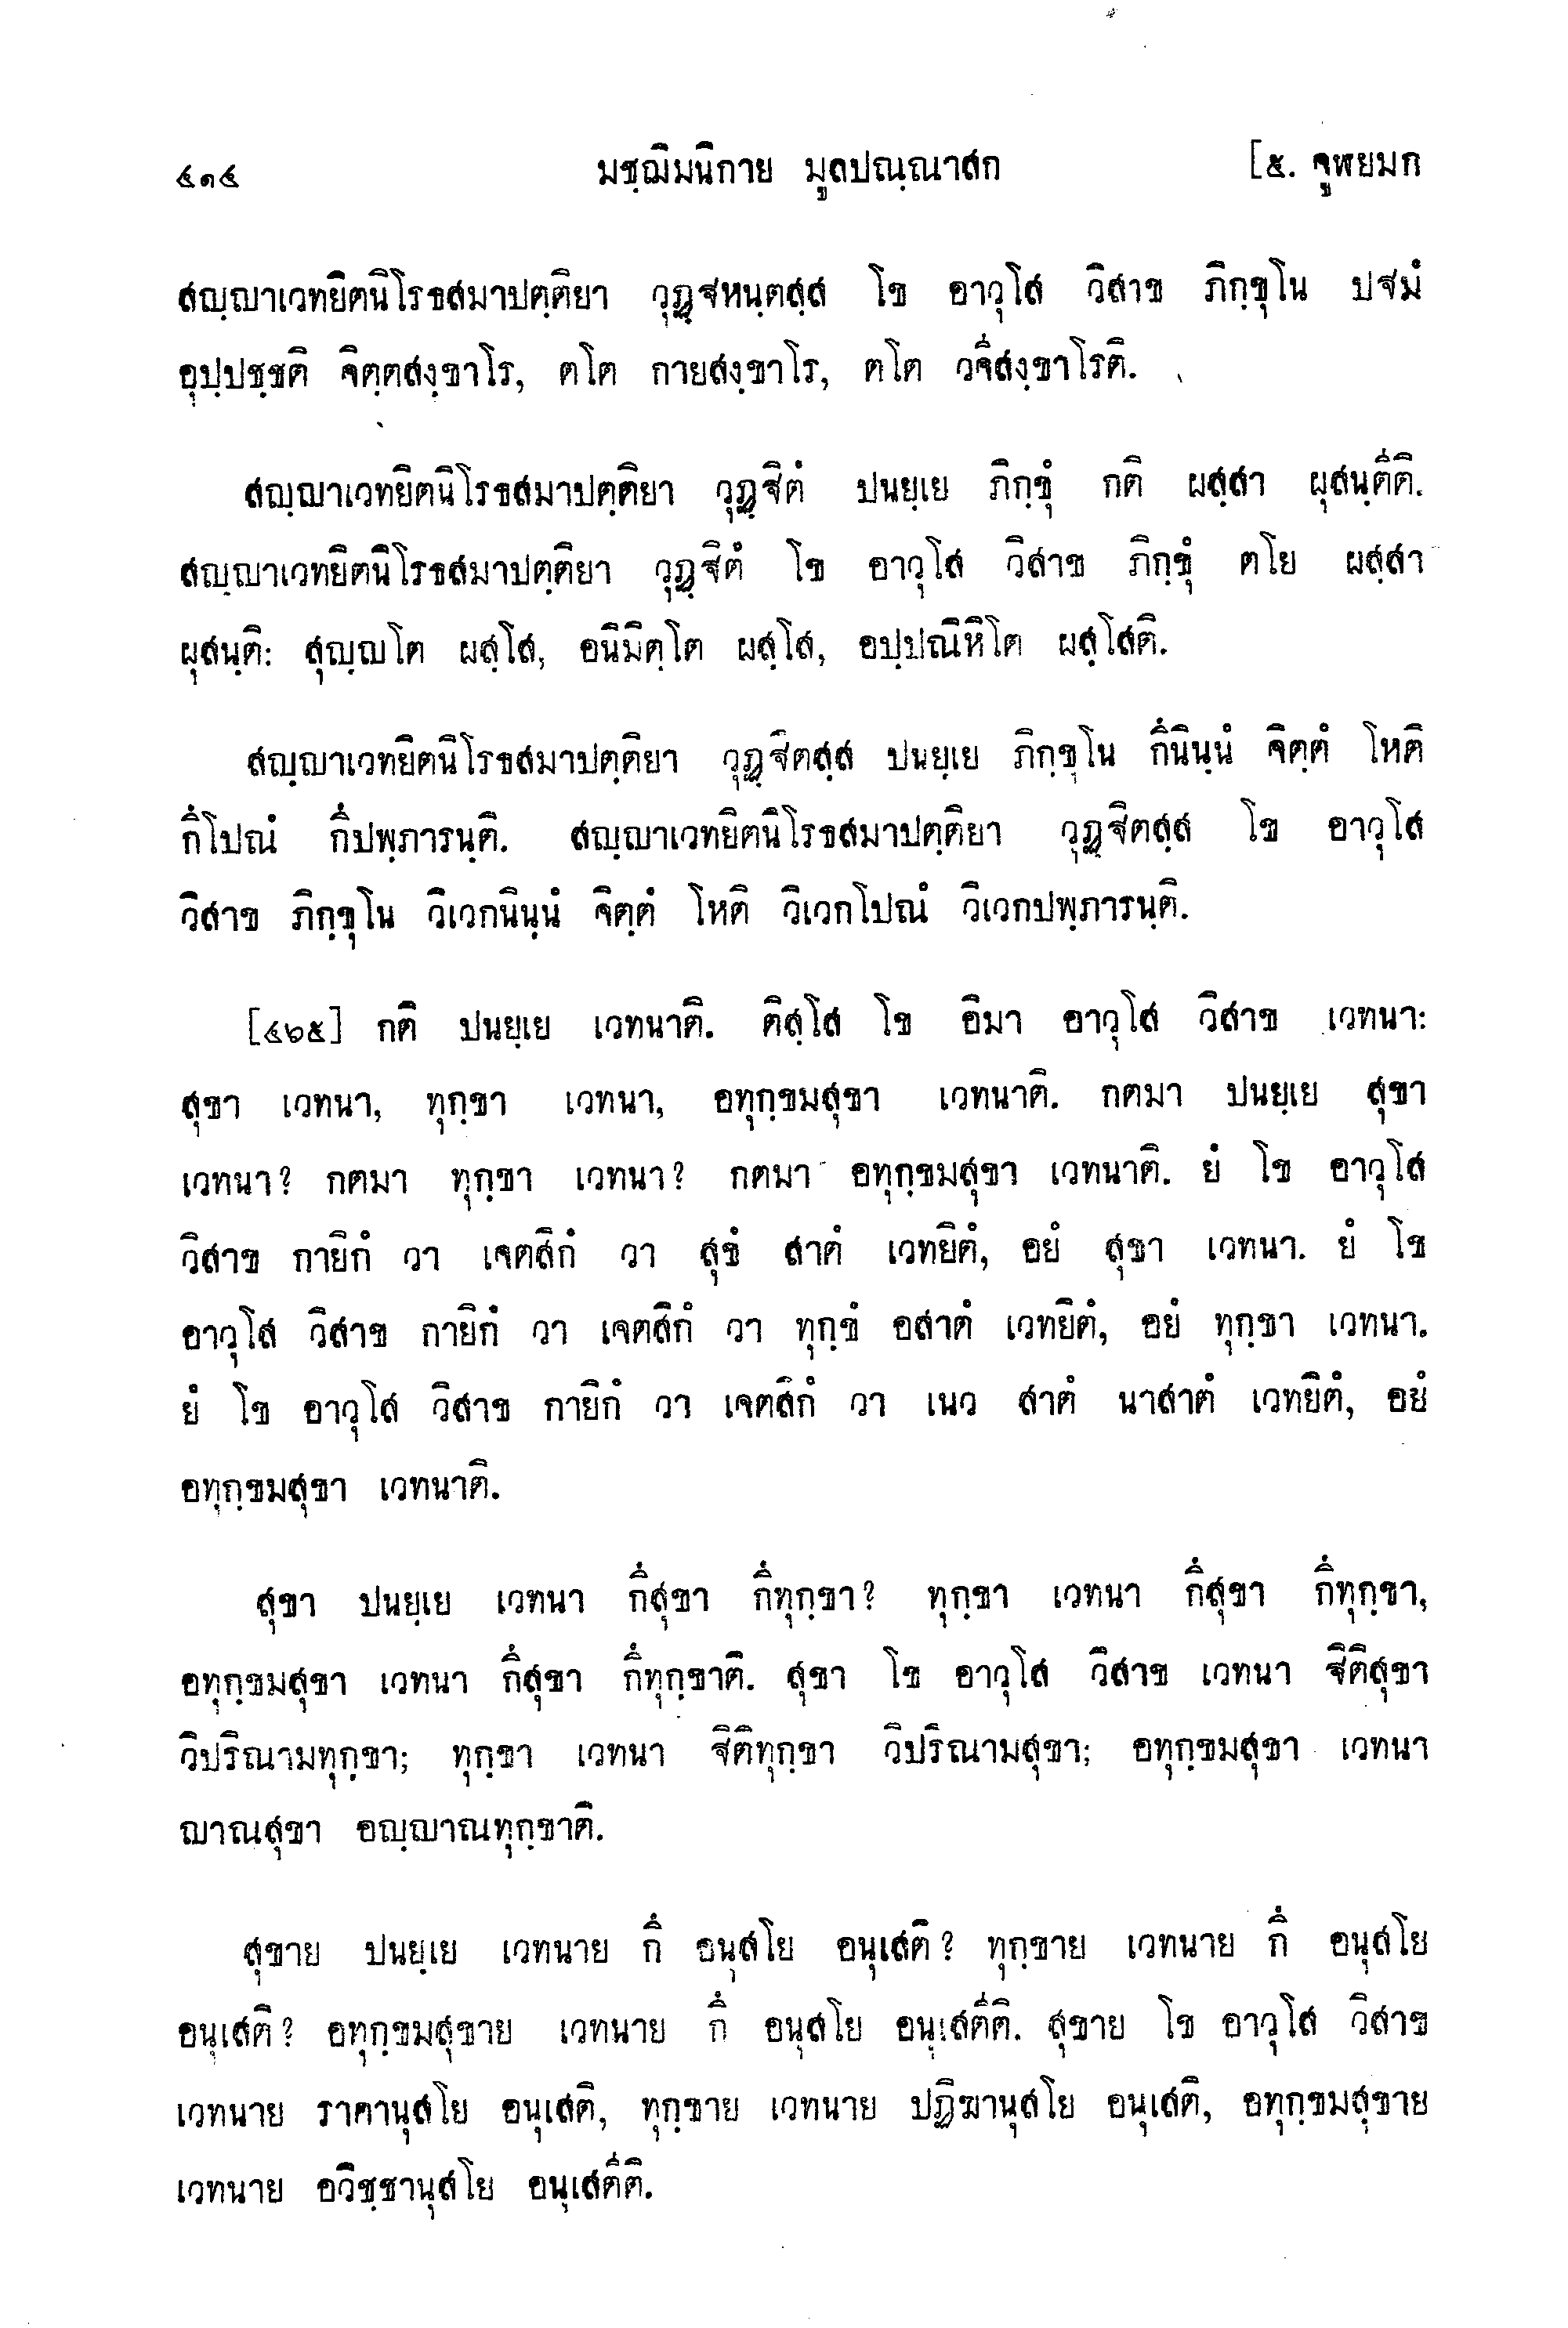 ๔๑๔ มชฺฌิมนิกาย มูลปณฺณาสก [๕. จูฬยมก
สญฺญาเวทยิตนิโรธสมาปตฺติยา วุฏฺฐหนฺตสฺส โข อาวุโส วิสาข ภิกฺขุโน ปฐมํ
อุปฺปชฺชติ จิตฺตสงฺขาโร, ตโต กายสงฺขาโร, ตโต วจีสงฺขาโรติ.
สญฺญาเวทยิตนิโรธสมาปตฺติยา วุฏฺฐิตํ ปนยฺเย ภิกฺขุํ กติ ผสฺสา ผุสนฺตีติ.
สญฺญาเวทยิตนิโรธสมาปตฺติยา วุฏฺฐิตํ โข อาวุโส วิสาข ภิกฺขุํ ตโย ผสฺสา
ผุสนฺติ: สุญฺญโต ผสฺโส, อนิมิตฺโต ผสฺโส, อปฺปณิหิโต ผสฺโสติ.
สญฺญาเวทยิตนิโรธสมาปตฺติยา วุฏฺฐิตสฺส ปนยฺเย ภิกฺขุโน กึนินฺนํ จิตฺตํ โหติ
กึโปณํ กึปพฺภารนฺติ. สญฺญาเวทยิตนิโรธสมาปตฺติยา วุฏฺฐิตสฺส โข อาวุโส
วิสาข ภิกฺขุโน วิเวกนินฺนํ จิตฺตํ โหติ วิเวกโปณํ วิเวกปพฺภารนฺติ.
[๔๖๕] กติ ปนยฺเย เวทนาติ. ติสฺโส โข อิมา อาวุโส วิสาข เวทนา:
สุขา เวทนา, ทุกฺขา เวทนา, อทุกฺขมสุขา เวทนาติ. กตมา ปนยฺเย สุขา
เวทนา? กตมา ทุกฺขา เวทนา? กตมา อทุกฺขมสุขา เวทนาติ. ยํ โข อาวุโส
วิสาข กายิกํ วา เจตสิกํ วา สุขํ สาตํ เวทยิตํ, อยํ สุขา เวทนา. ยํ โข
อาวุโส วิสาข กายิกํ วา เจตสิกํ วา ทุกฺขํ อสาตํ เวทยิตํ, อยํ ทุกฺขา เวทนา.
ยํ โข อาวุโส วิสาข กายิกํ วา เจตสิกํ วา เนว สาตํ นาสาตํ เวทยิตํ, อยํ
อทุกฺขมสุขา เวทนาติ.
สุขา ปนยฺเย เวทนา กึสุขา กึทุกฺขา? ทุกฺขา เวทนา กึสุขา กึทุกฺขา,
อทุกฺขมสุขา เวทนา กึสุขา กึทุกฺขาติ. สุขา โข อาวุโส วิสาข เวทนา ฐิติสุขา
วิปริณามทุกฺขา; ทุกฺขา เวทนา ฐิติทุกฺขา วิปริณามสุขา; อทุกฺขมสุขา เวทนา
ญาณสุขา อญฺญาณทุกฺขาติ.
สุขาย ปนยฺเย เวทนาย กึ อนุสโย อนุเสติ? ทุกฺขาย เวทนาย กึ อนุสโย
อนุเสติ? อทุกฺขมสุขาย เวทนาย กึ อนุสโย อนุเสตีติ. สุขาย โข อาวุโส วิสาข
เวทนาย ราคานุสโย อนุเสติ, ทุกฺขาย เวทนาย ปฏิฆานุสโย อนุเสติ, อทุกฺขมสุขาย
เวทนาย อวิชฺชานุสโย อนุเสตีติ.